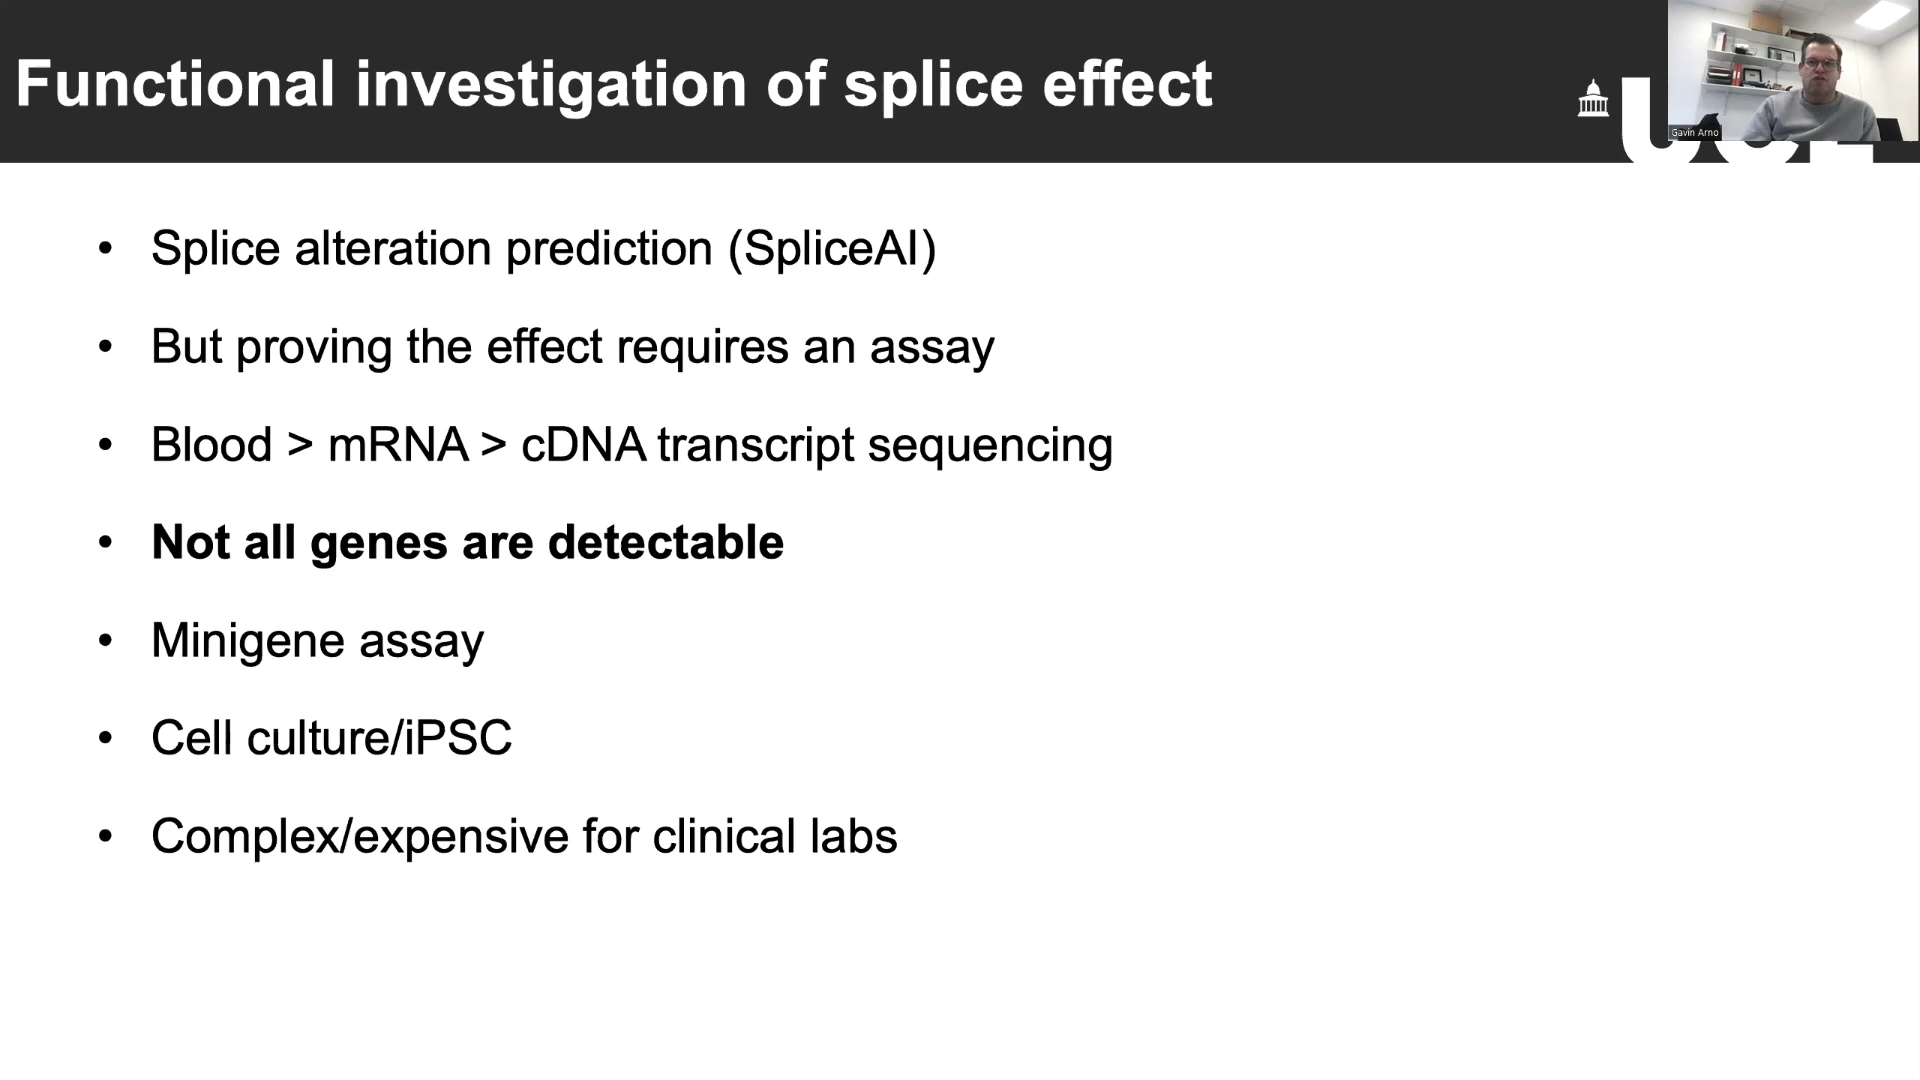 Functional investigation of splice effect
UCL
Gavin Arno
• Splice alteration prediction (SpliceAI)
• But proving the effect requires an assay
• Blood > mRNA > cDNA transcript sequencing
• Not all genes are detectable
• Minigene assay
• Cell culture/iPSC
• Complex/expensive for clinical labs